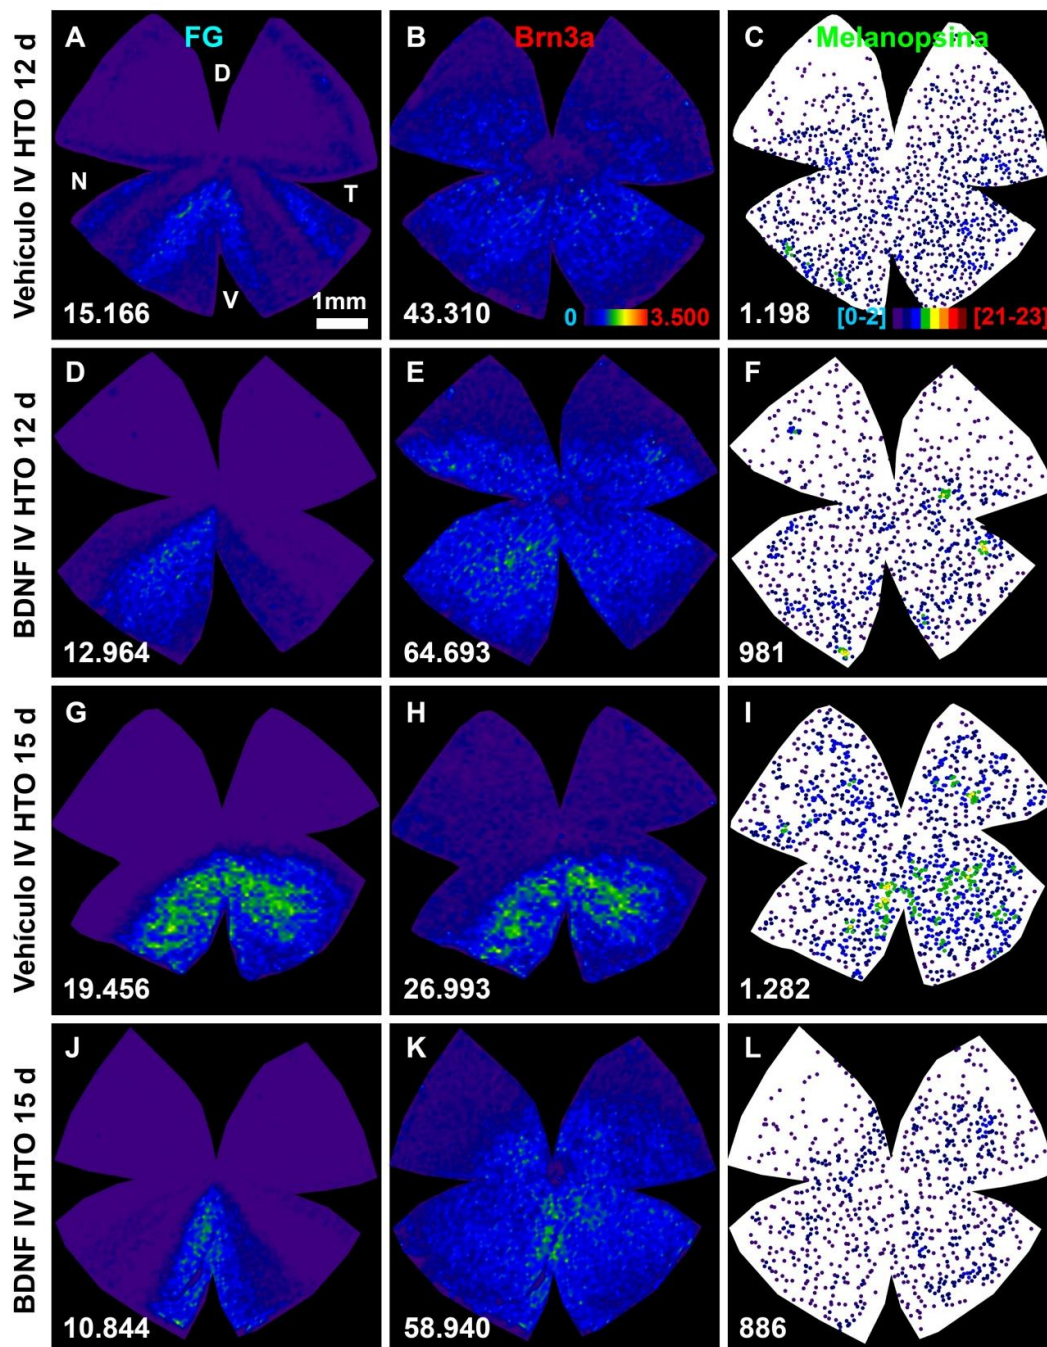 Vehículo IV HTO 12 d
A
FG
D
N
T
V
1mm
15.166
B
Brn3a
43.310
0
3.500
C
Melanopsina
1.198
[0-2]
[21-23]
BDNF IV HTO 12 d
D
12.964
E
64.693
F
981
Vehículo IV HTO 15 d
G
19.456
H
26.993
I
1.282
BDNF IV HTO 15 d
J
10.844
K
58.940
L
886